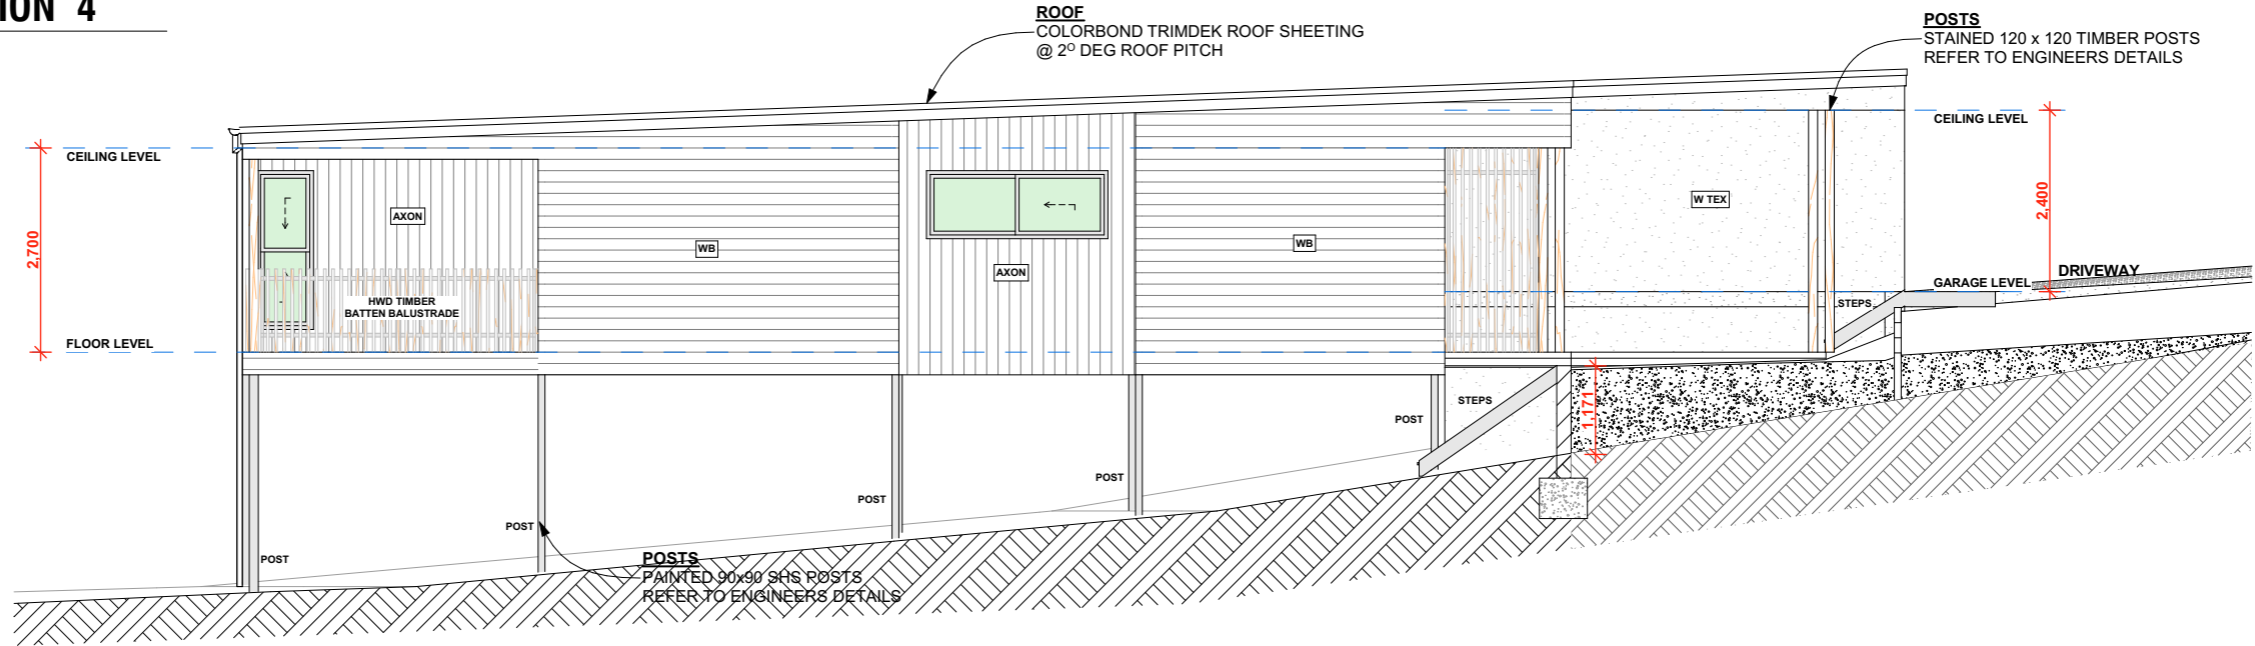 ION 4
ROOF
COLORBOND TRIMDEK ROOF SHEETING
@ 2O DEG ROOF PITCH
POSTS
STAINED 120 x 120 TIMBER POSTS
REFER TO ENGINEERS DETAILS
CEILING LEVEL
CEILING LEVEL
2,700
AXON
WB
AXON
WB
W TEX
2,400
HWD TIMBER
BATTEN BALUSTRADE
FLOOR LEVEL
GARAGE LEVEL
DRIVEWAY
STEPS
STEPS
1,171
POST
POST
POST
POST
POST
POSTS
PAINTED 90x90 SHS POSTS
REFER TO ENGINEERS DETAILS